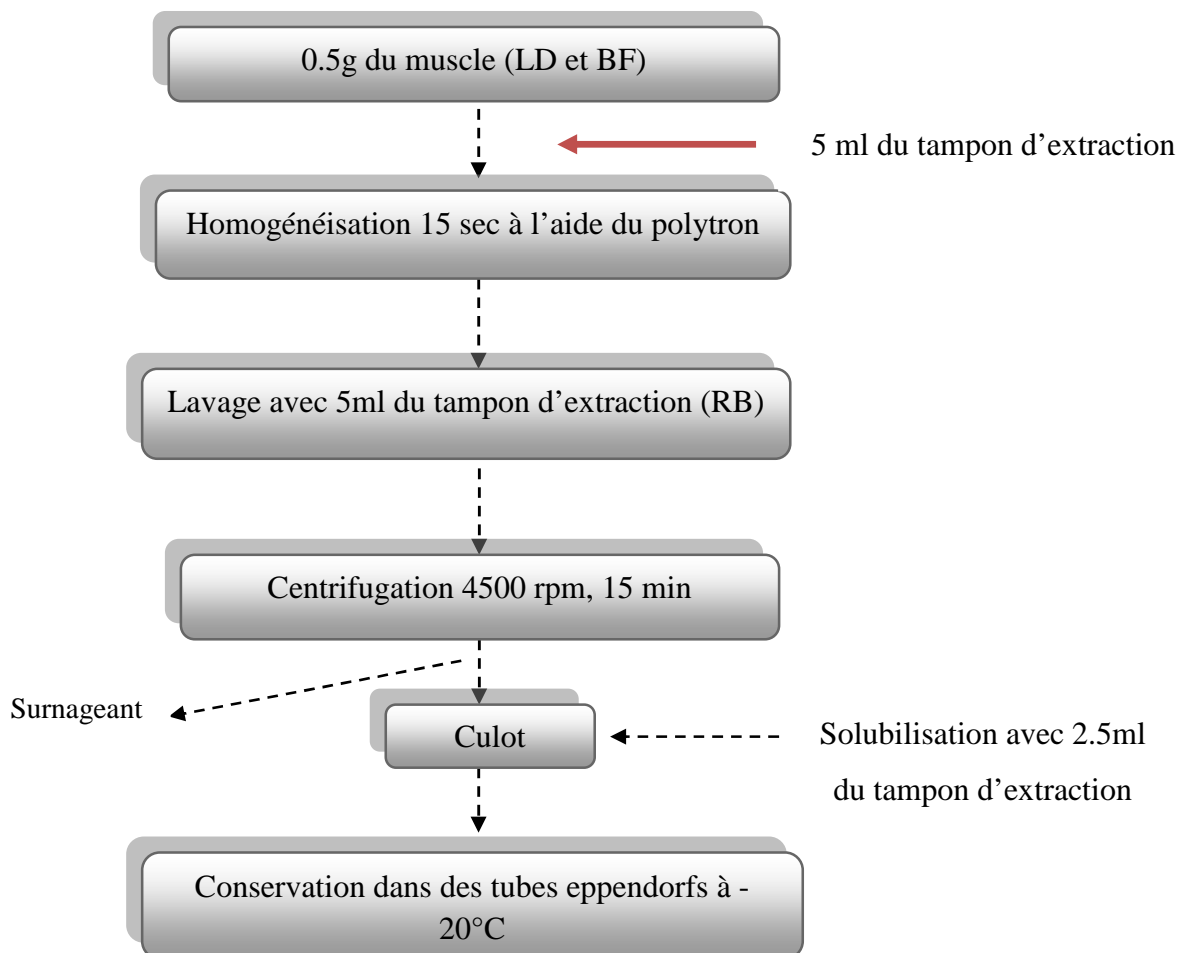 0.5g du muscle (LD et BF)
5 ml du tampon d’extraction
Homogénéisation 15 sec à l’aide du polytron
Lavage avec 5ml du tampon d’extraction (RB)
Centrifugation 4500 rpm, 15 min
Surnageant
Culot
Solubilisation avec 2.5ml
du tampon d’extraction
Conservation dans des tubes eppendorfs à -
20°C